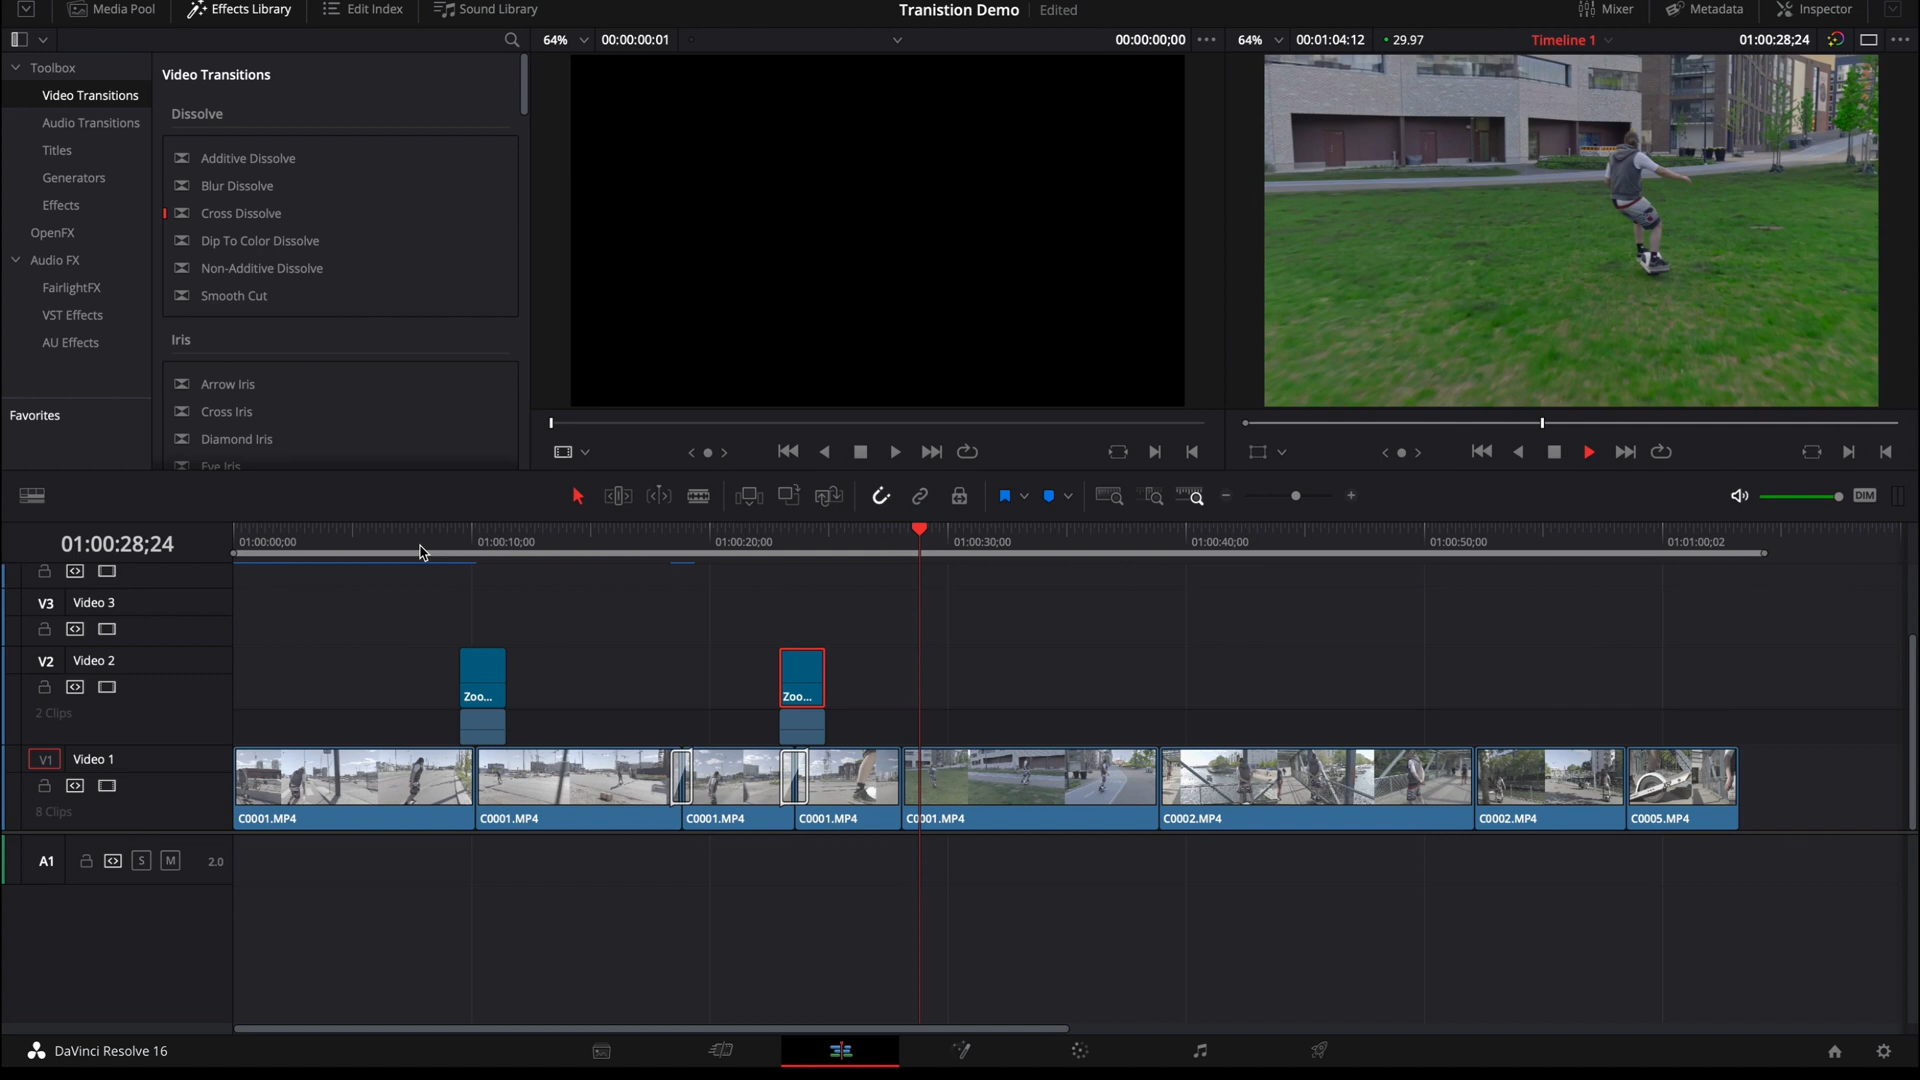 Media Pool Effects Library Edit Index Sound Library Transtion Demo Edited Mixer Metadata Inspector
64% 00:00:00:01 00:00:00;00 64% 00:01:04:12 29.97 Timeline 1 01:00:28;24
Toolbox
Video Transitions
Audio Transitions
Titles
Generators
Effects
OpenFX
Audio FX
FairlightFX
VST Effects
AU Effects
Favorites
Video Transitions
Dissolve
Additive Dissolve
Blur Dissolve
Cross Dissolve
Dip To Color Dissolve
Non-Additive Dissolve
Smooth Cut
Iris
Arrow Iris
Cross Iris
Diamond Iris
Eye Iris
DIM
01:00:28;24 01:00:00;00 01:00:10;00 01:00:20;00 01:00:30;00 01:00:40;00 01:00:50;00 01:01:00;02
V3 Video 3
V2 Video 2
Zoo... Zoo...
2 Clips
V1 Video 1
8 Clips
C0001.MP4 C0001.MP4 C0001.MP4 C0001.MP4 C0001.MP4 C0002.MP4 C0002.MP4 C0005.MP4
A1 S M 2.0
DaVinci Resolve 16